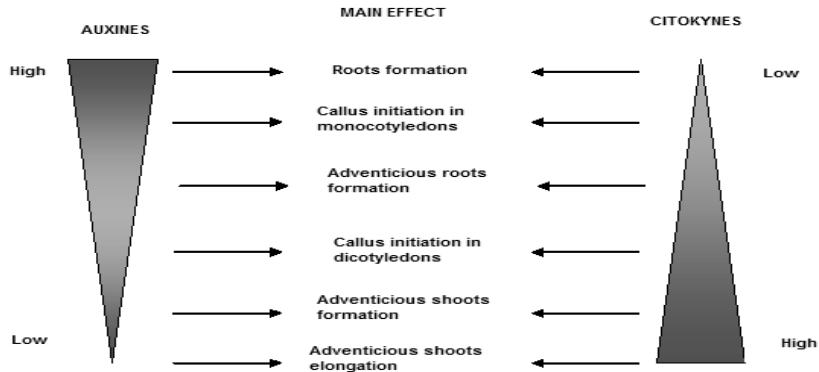 MAIN EFFECT
AUXINES
CITOKYNES
High
Roots formation
Low
Callus initiation in
monocotyledons
Adventicious roots
formation
Callus initiation in
dicotyledons
Adventicious shoots
formation
Low
High
Adventicious shoots
elongation